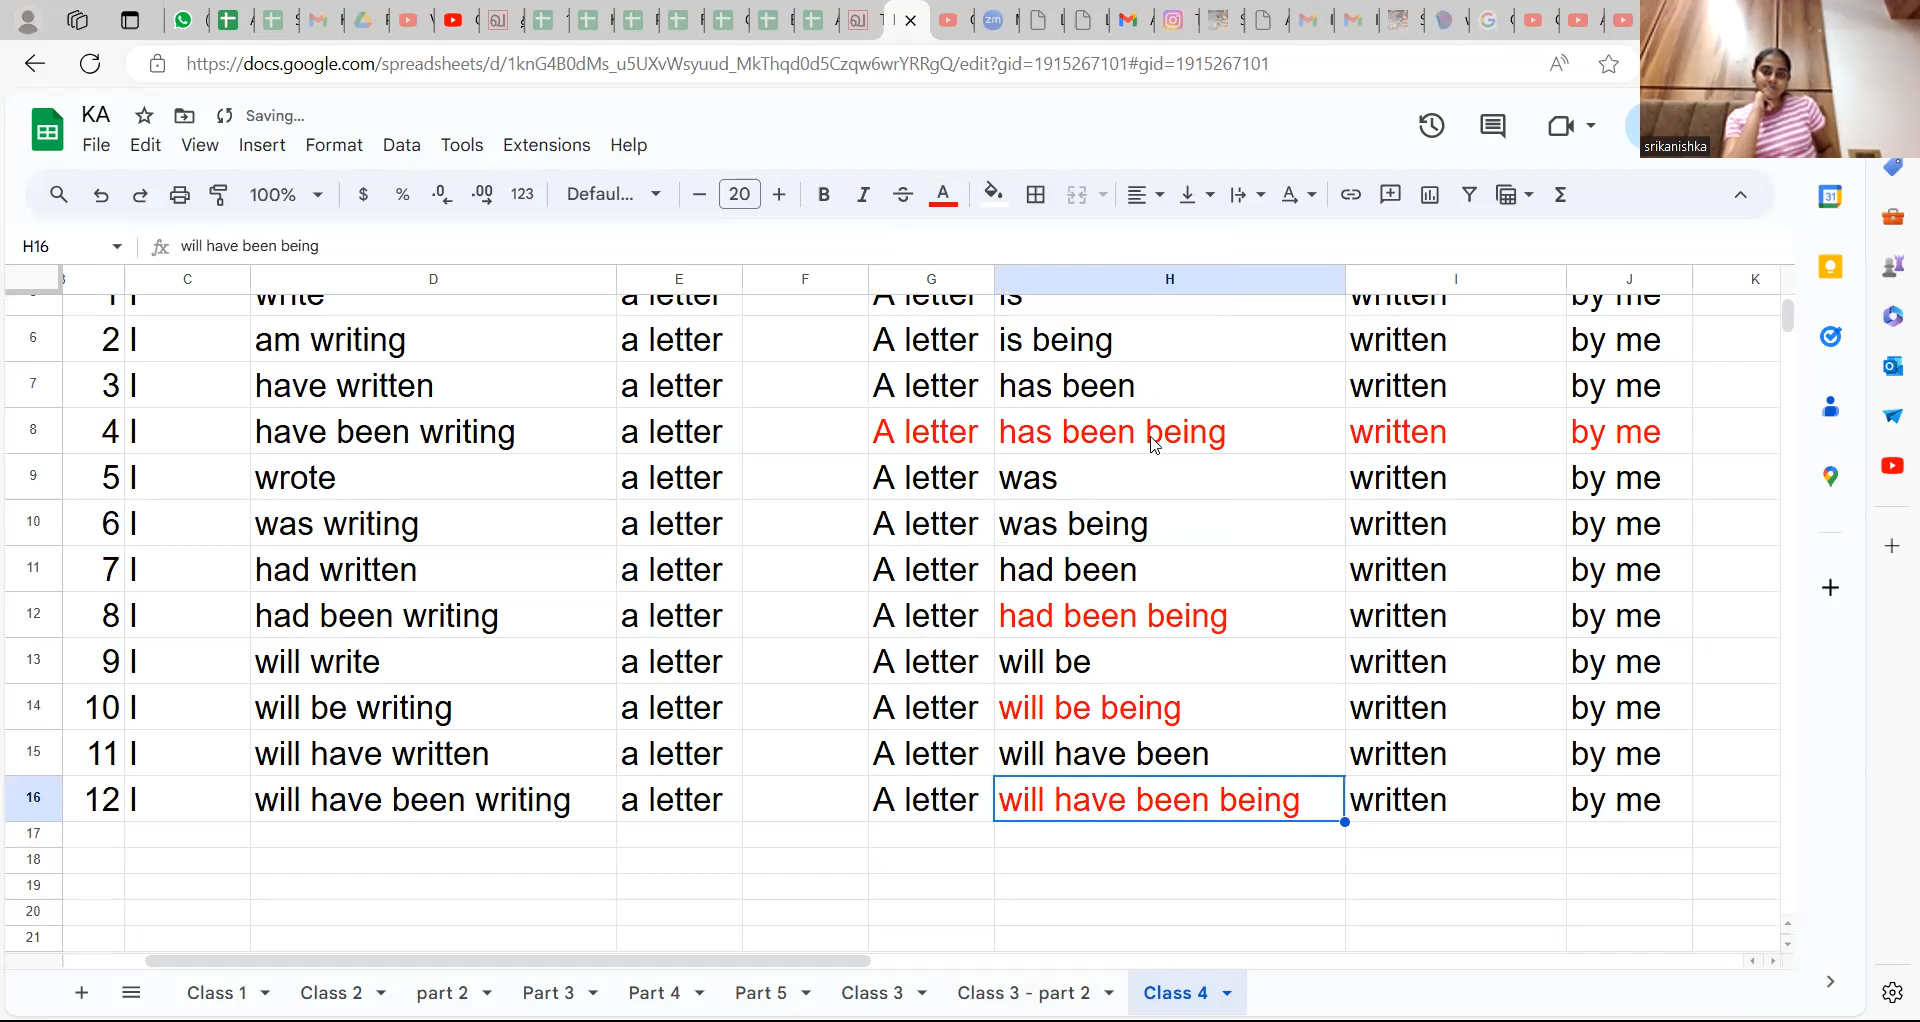 https://docs.google.com/spreadsheets/d/1knG4B0dMs_u5UXvWsyuud_MkThqd0d5Czqw6wrYRRgQ/edit?gid=1915267101#gid=1915267101
srikanishka
KA Saving...
File Edit View Insert Format Data Tools Extensions Help
100% $ % .0 .00 123 Defaul... 20 B I A
H16 fx will have been being
C D E F G H I J K
1 I write a letter A letter is written by me
6 2 I am writing a letter A letter is being written by me
7 3 I have written a letter A letter has been written by me
8 4 I have been writing a letter A letter has been being written by me
9 5 I wrote a letter A letter was written by me
10 6 I was writing a letter A letter was being written by me
11 7 I had written a letter A letter had been written by me
12 8 I had been writing a letter A letter had been being written by me
13 9 I will write a letter A letter will be written by me
14 10 I will be writing a letter A letter will be being written by me
15 11 I will have written a letter A letter will have been written by me
16 12 I will have been writing a letter A letter will have been being written by me
17
18
19
20
21
Class 1 Class 2 part 2 Part 3 Part 4 Part 5 Class 3 Class 3 - part 2 Class 4